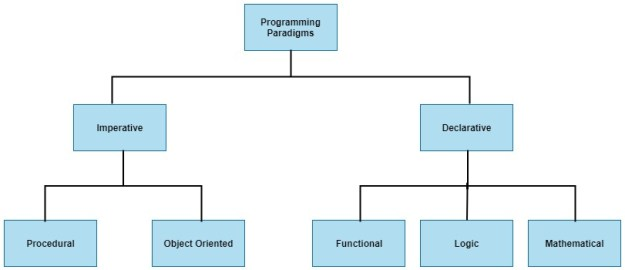 Programming
Paradigms
Imperative
Declarative
Procedural
Object Oriented
Functional
Logic
Mathematical